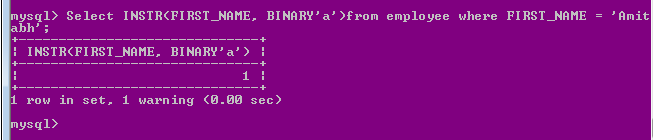 mysql> Select INSTR(FIRST_NAME, BINARY'a')from employee where FIRST_NAME = 'Amit
abh';
+------------------------------+
| INSTR(FIRST_NAME, BINARY'a') |
+------------------------------+
|                            1 |
+------------------------------+
1 row in set, 1 warning (0.00 sec)
mysql>